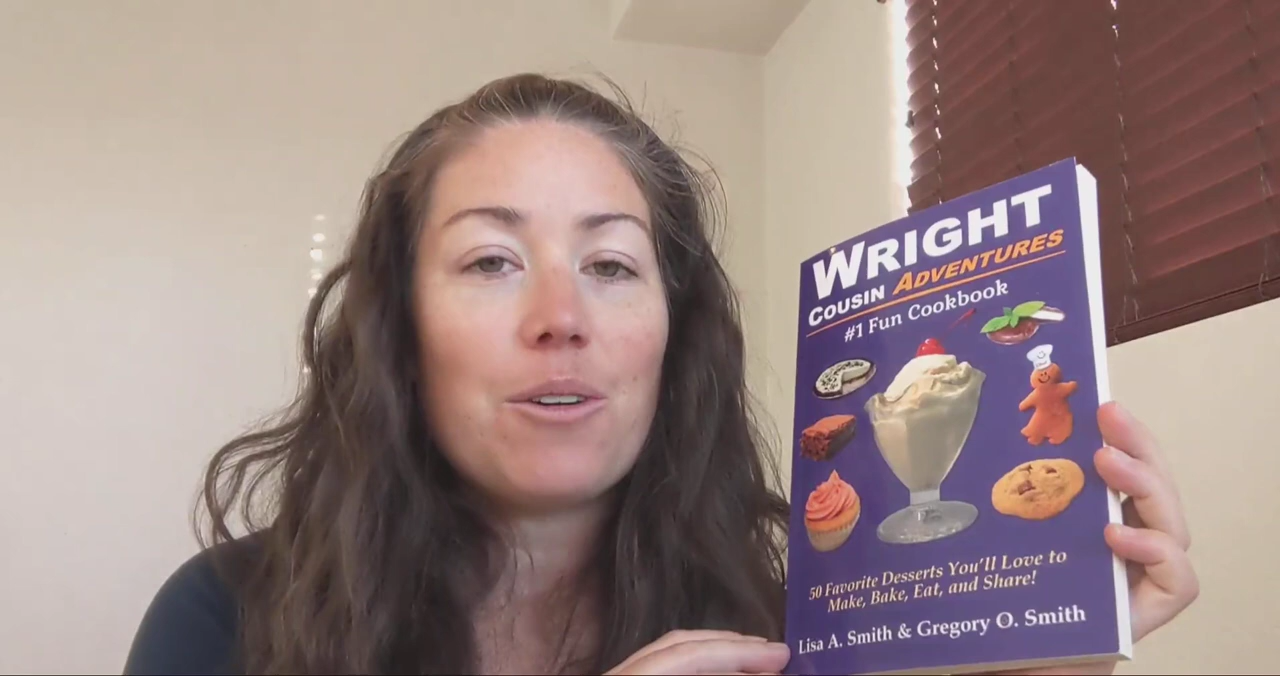 WRIGHT
COUSIN ADVENTURES
#1 Fun Cookbook
50 Favorite Desserts You'll Love to
Make, Bake, Eat, and Share!
Lisa A. Smith & Gregory O. Smith